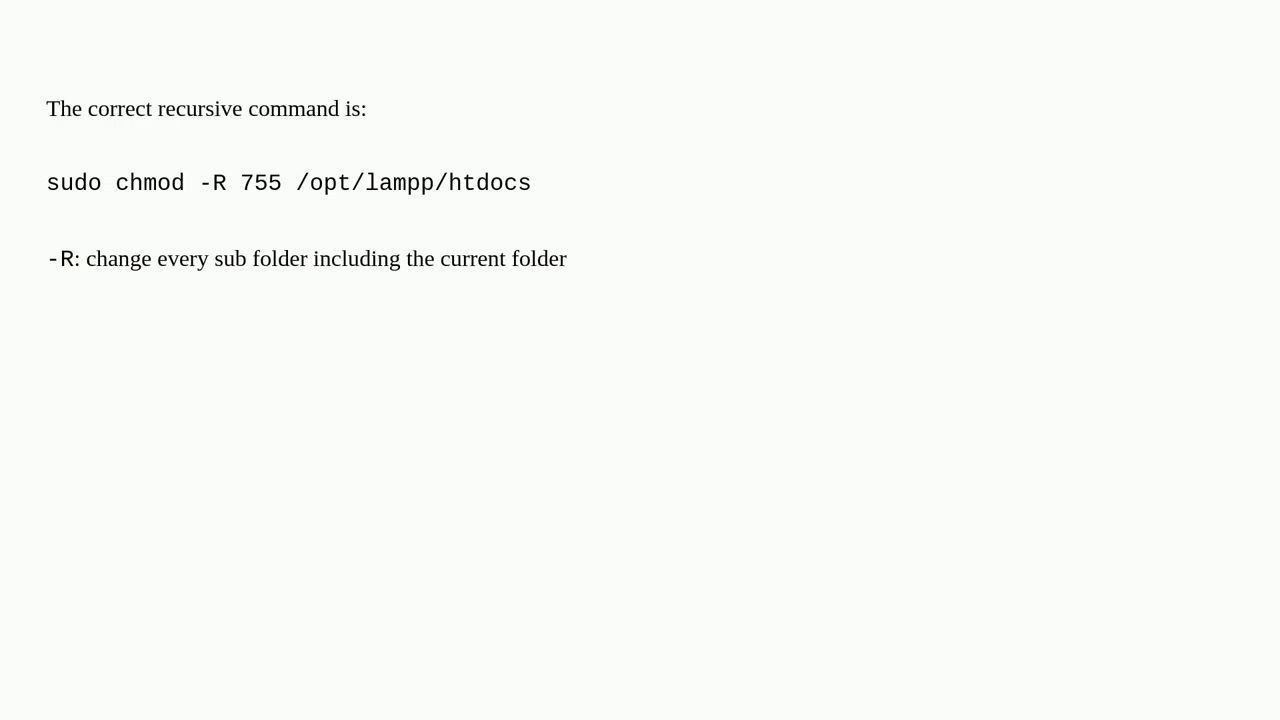 The correct recursive command is:
sudo chmod -R 755 /opt/lampp/htdocs
-R: change every sub folder including the current folder